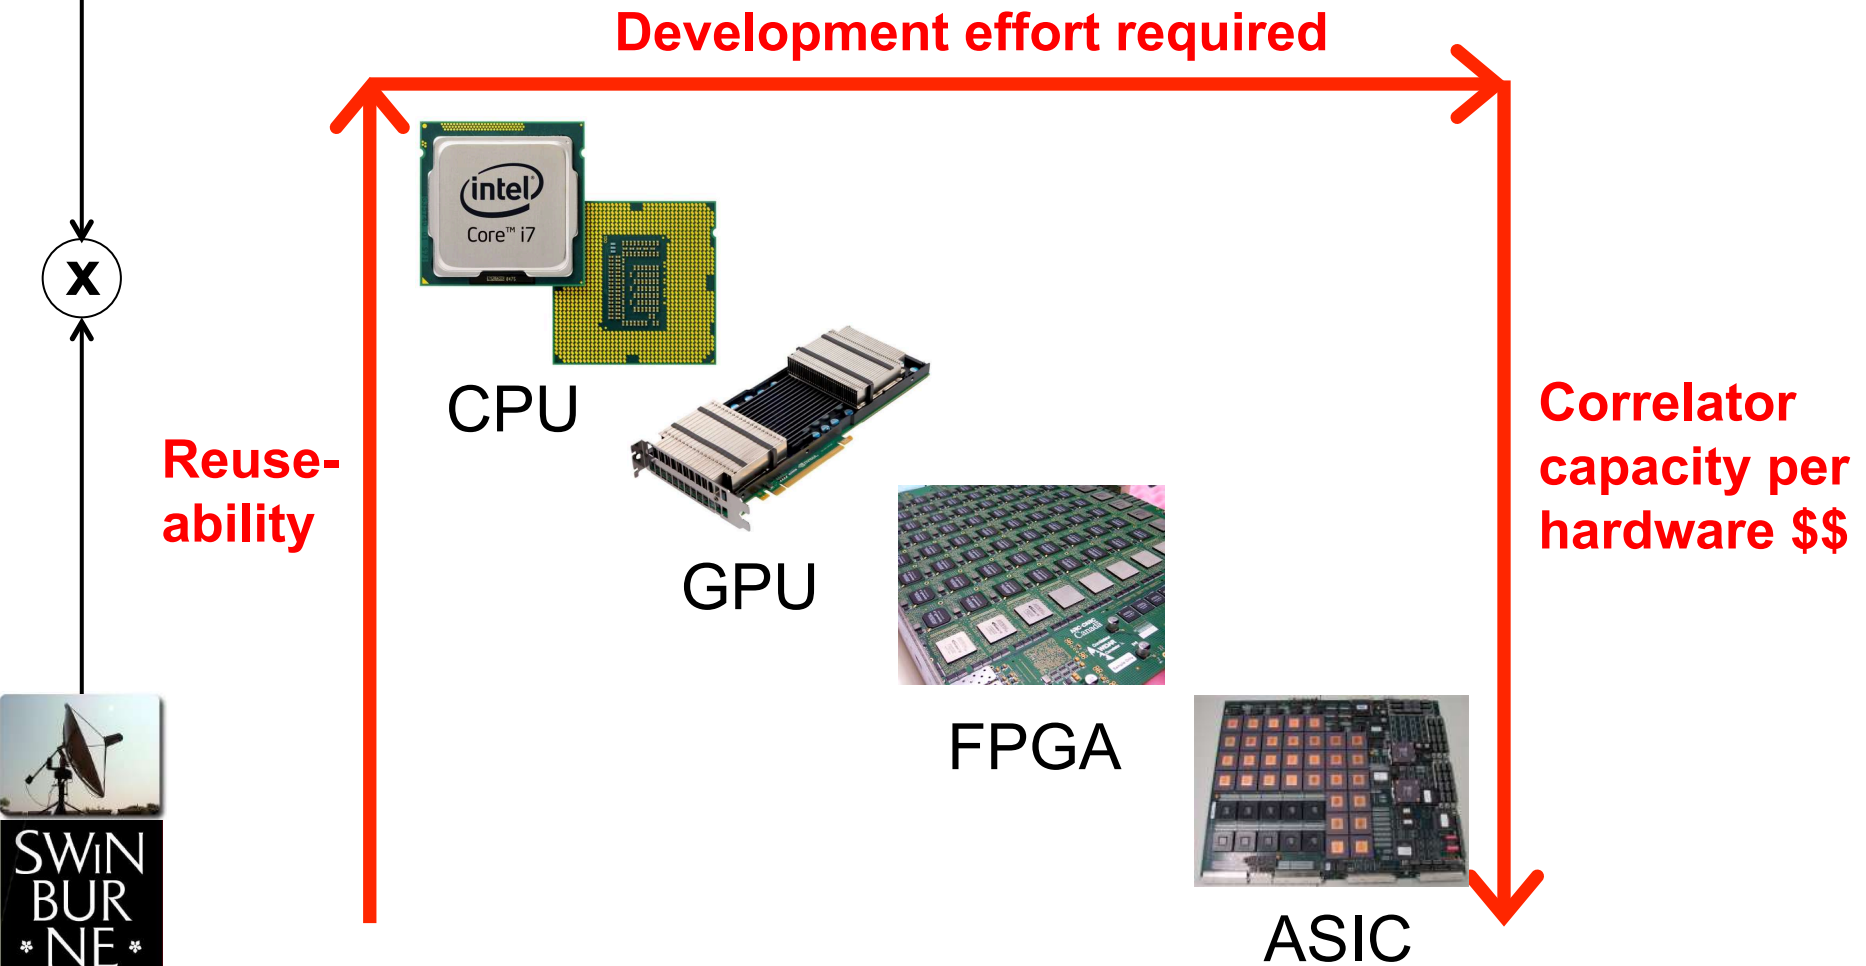 Development effort required
intel
Core™ i7
X
CPU
Reuse-
ability
Correlator
capacity per
hardware $$
GPU
Canada
FPGA
SWIN
BUR
* NE *
ASIC